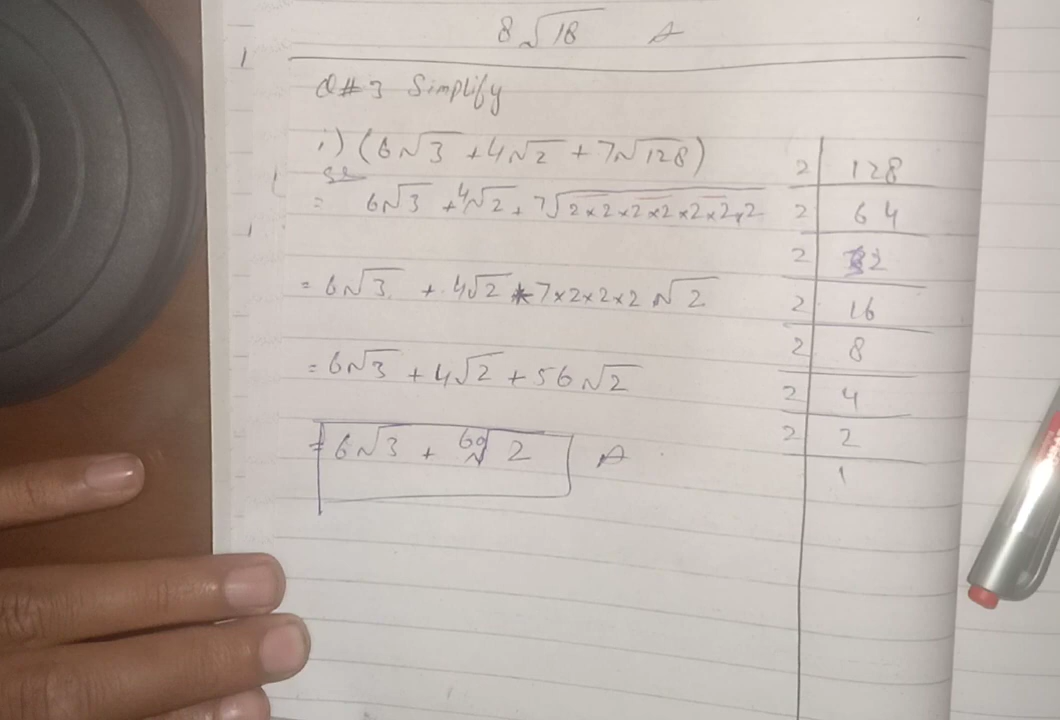 8√18 A
Q#3 Simplify
i) (6√3 + 4√2 + 7√128)
= 6√3 + 4√2 + 7√2×2×2×2×2×2×2
= 6√3 + 4√2 + 7×2×2×2√2
= 6√3 + 4√2 + 56√2
= 6√3 + 60√2 A
2 | 128
2 | 64
2 | 32
2 | 16
2 | 8
2 | 4
2 | 2
1